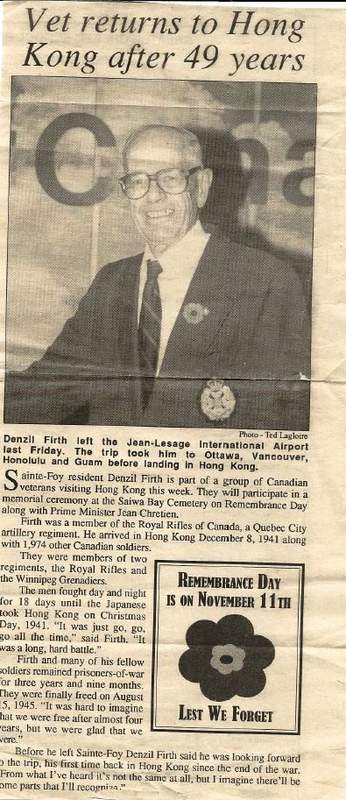 Vet returns to Hong
Kong after 49 years
C na
Photo - Ted Lagloire
Denzil Firth left the Jean-Lesage International Airport
last Friday. The trip took him to Ottawa, Vancouver,
Honolulu and Guam before landing in Hong Kong.
Sainte-Foy resident Denzil Firth is part of a group of Canadian
veterans visiting Hong Kong this week. They will participate in a
memorial ceremony at the Saiwa Bay Cemetery on Remembrance Day
along with Prime Minister Jean Chretien.
Firth was a member of the Royal Rifles of Canada, a Quebec City
artillery regiment. He arrived in Hong Kong December 8, 1941 along
with 1,974 other Canadian soldiers.
They were members of two
regiments, the Royal Rifles and
the Winnipeg Grenadiers.
The men fought day and night
for 18 days until the Japanese
took Hong Kong on Christmas
Day, 1941. "It was just go, go,
go all the time," said Firth. "It
was a long, hard battle."
Firth and many of his fellow
soldiers remained prisoners-of-war
for three years and nine months.
They were finally freed on August
15, 1945. "It was hard to imagine
that we were free after almost four
years, but we were glad that we
were."
Before he left Sainte-Foy Denzil Firth said he was looking forward
to the trip, his first time back in Hong Kong since the end of the war.
"From what I've heard it's not the same at all, but I imagine there'll be
some parts that I'll recognize."
REMEMBRANCE DAY
IS ON NOVEMBER 11TH
LEST WE FORGET